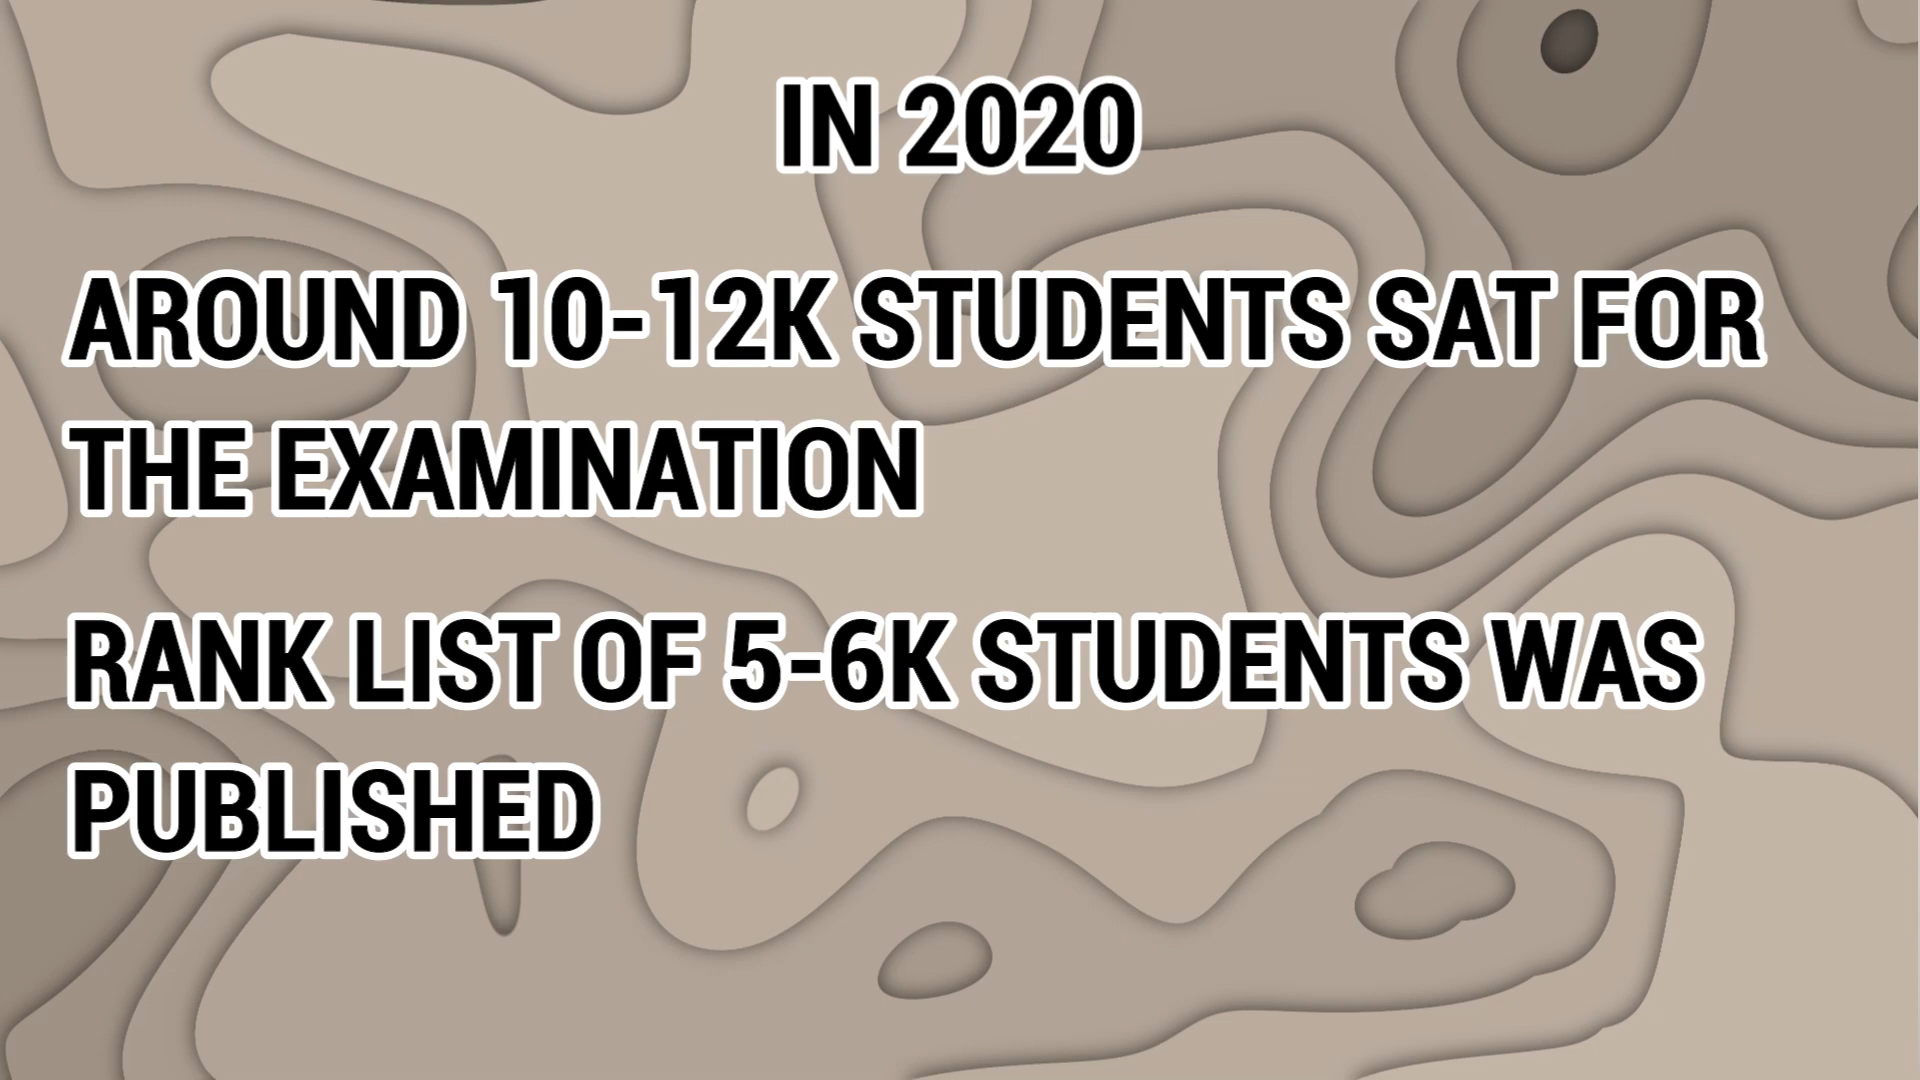 IN 2020
AROUND 10-12K STUDENTS SAT FOR
THE EXAMINATION
RANK LIST OF 5-6K STUDENTS WAS
PUBLISHED